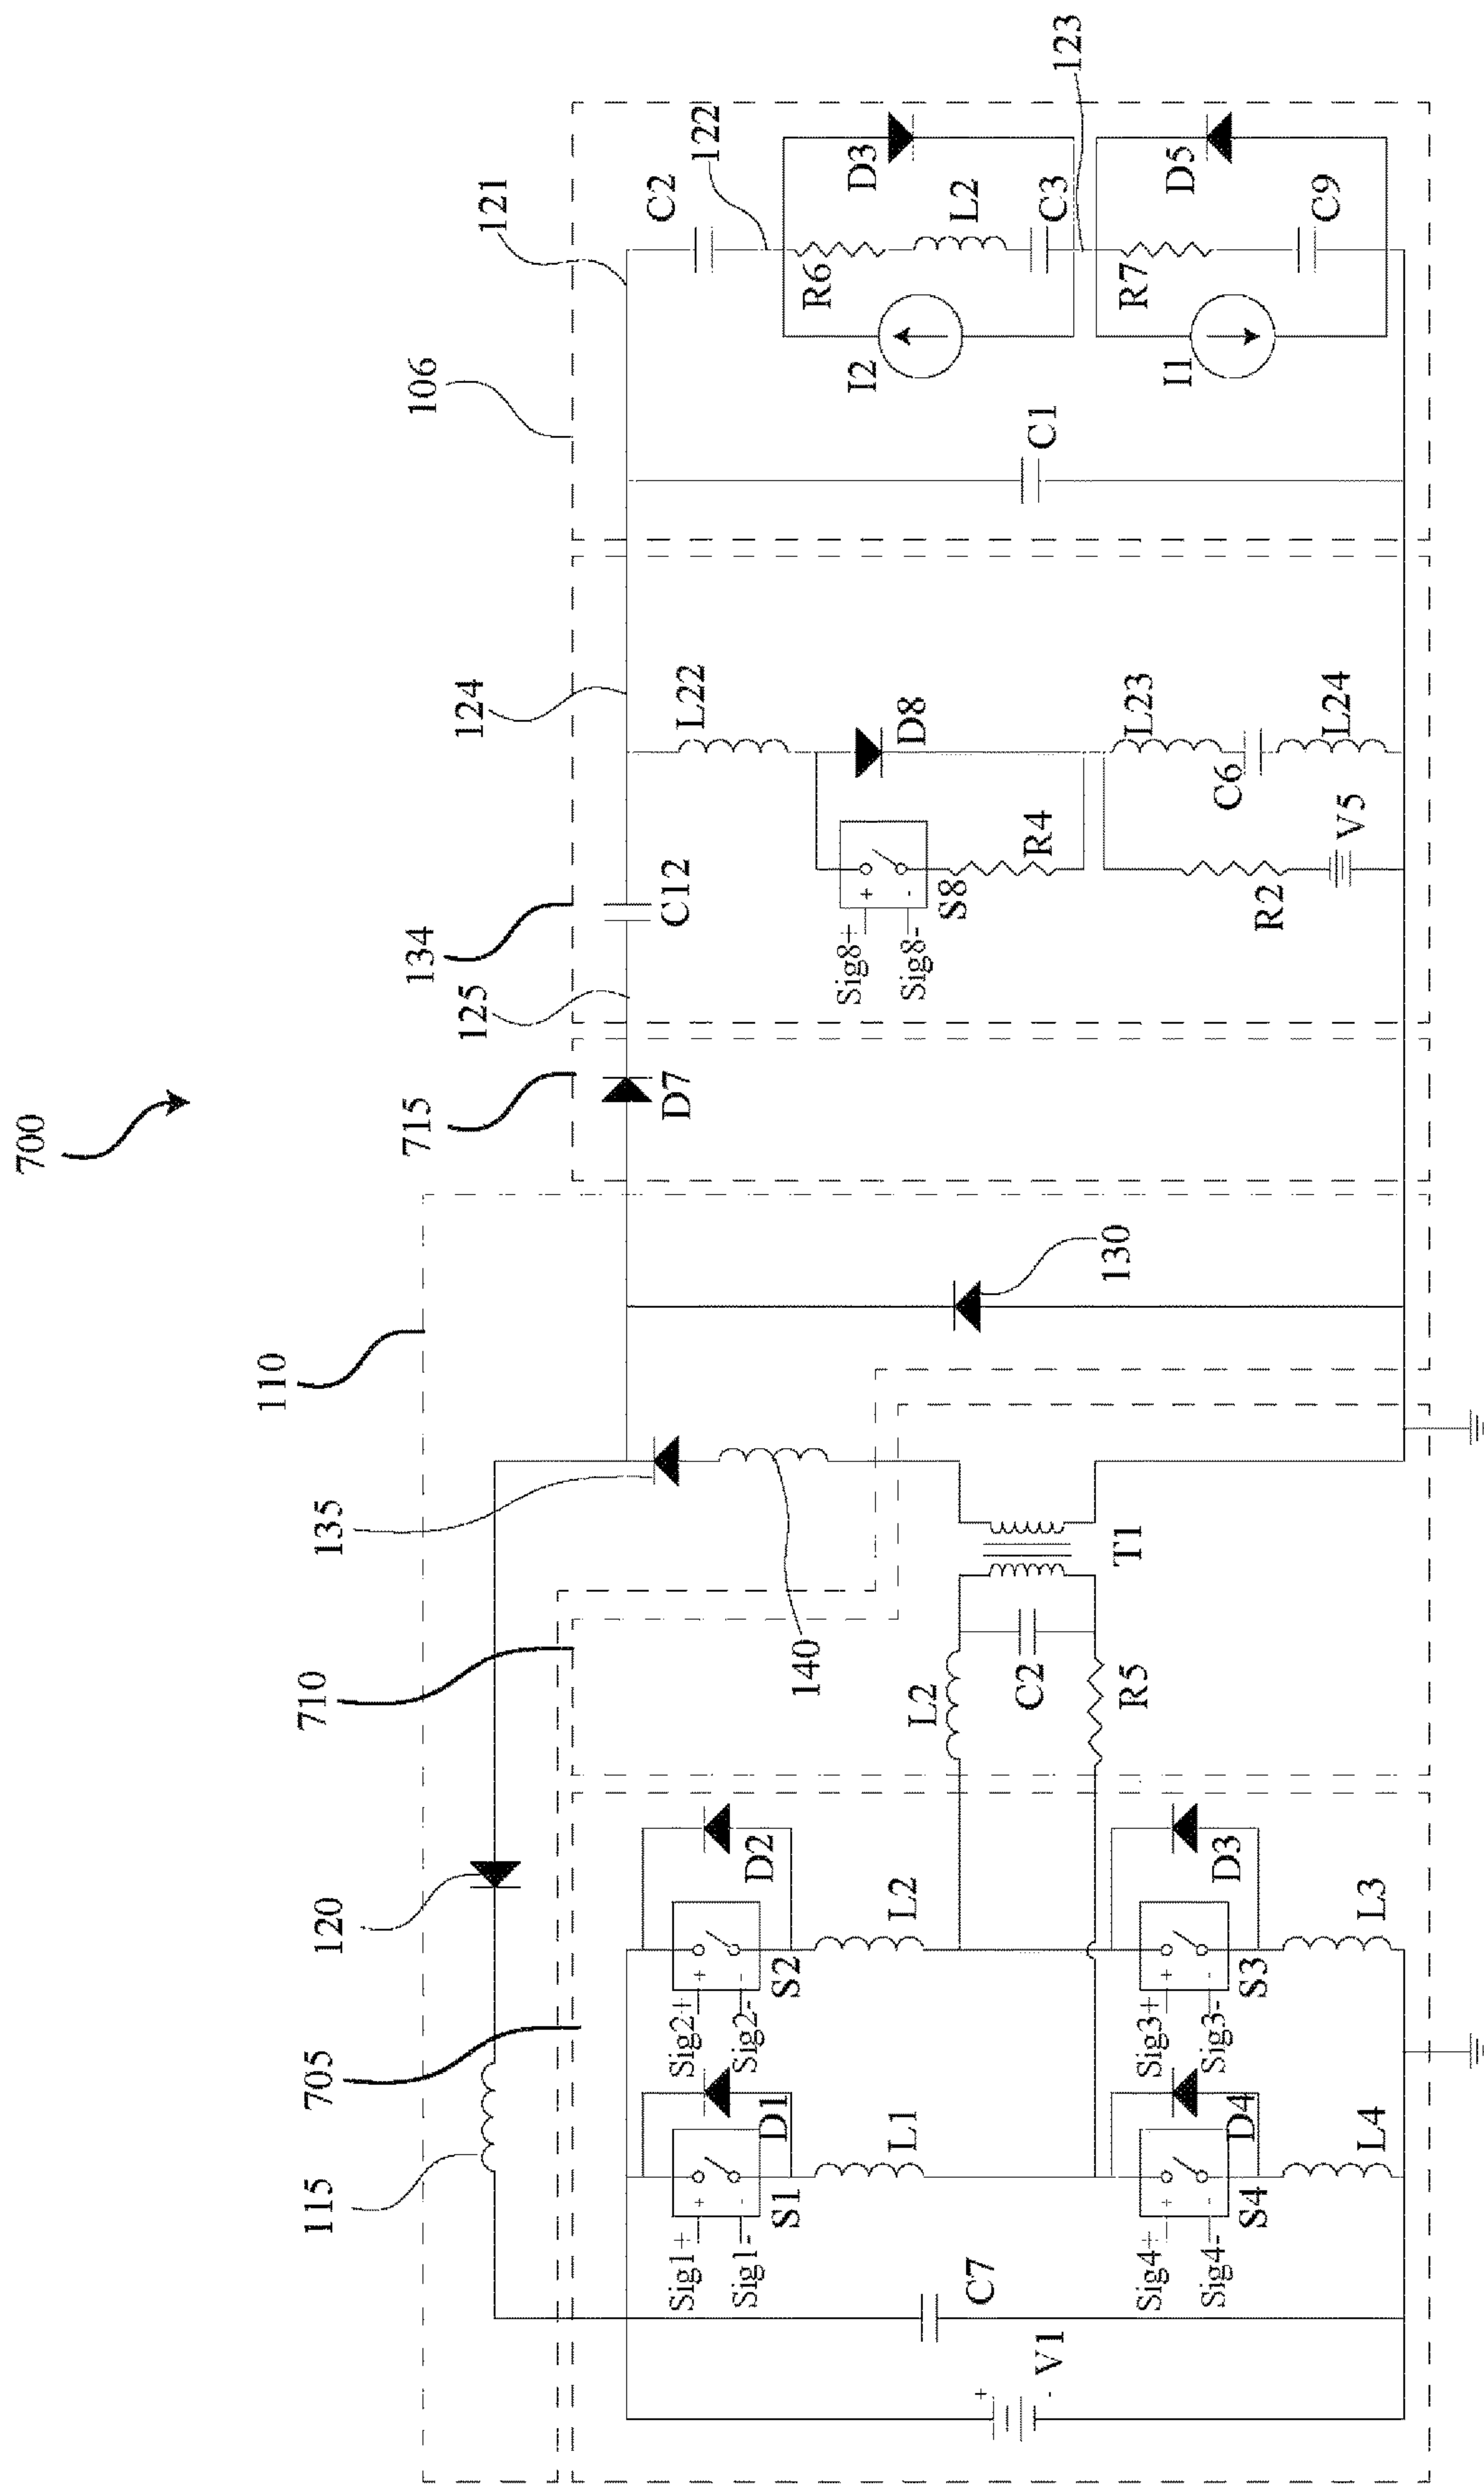 700
106
121
122
123
124
134
125
715
110
135
130
710
140
120
705
115
C2
R6
L2
C3
D3
I2
R7
C9
D5
I1
C1
L22
D8
S8
Sig8+
Sig8-
+
-
R4
L23
C6
L24
R2
V5
C12
D7
T1
L2
C2
R5
Sig2+
Sig2-
+
-
S2
D2
L2
Sig3+
Sig3-
+
-
S3
D3
L3
Sig1+
Sig1-
+
-
S1
D1
L1
Sig4+
Sig4-
+
-
S4
D4
L4
C7
V1
+
-